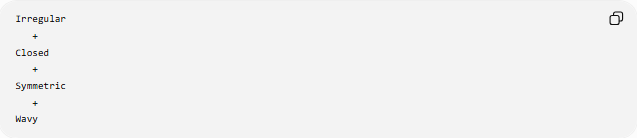 Irregular
+
Closed
+
Symmetric
+
Wavy